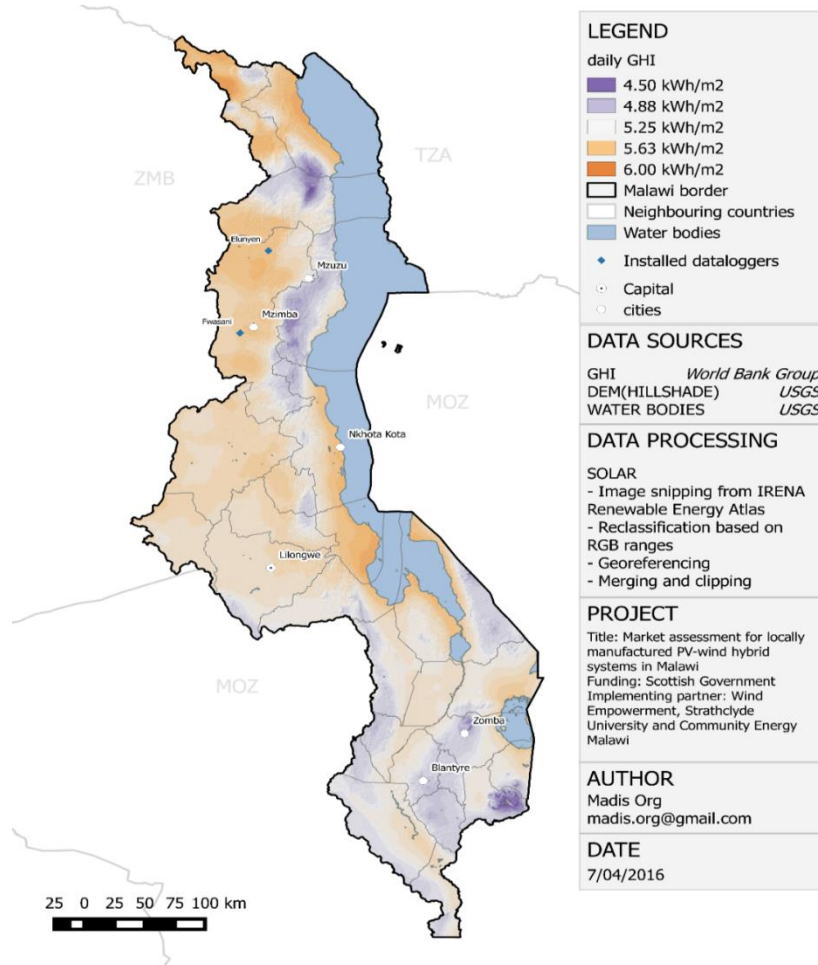 ZMB
TZA
Elunyen
Mzuzu
Mzimba
Fwasani
MOZ
Nkhota Kota
Lilongwe
MOZ
Zomba
Blantyre
25 0 25 50 75 100 km
LEGEND
daily GHI
4.50 kWh/m2
4.88 kWh/m2
5.25 kWh/m2
5.63 kWh/m2
6.00 kWh/m2
Malawi border
Neighbouring countries
Water bodies
Installed dataloggers
Capital
cities
DATA SOURCES
GHI World Bank Group
DEM(HILLSHADE) USGS
WATER BODIES USGS
DATA PROCESSING
SOLAR
- Image snipping from IRENA
Renewable Energy Atlas
- Reclassification based on
RGB ranges
- Georeferencing
- Merging and clipping
PROJECT
Title: Market assessment for locally
manufactured PV-wind hybrid
systems in Malawi
Funding: Scottish Government
Implementing partner: Wind
Empowerment, Strathclyde
University and Community Energy
Malawi
AUTHOR
Madis Org
madis.org@gmail.com
DATE
7/04/2016